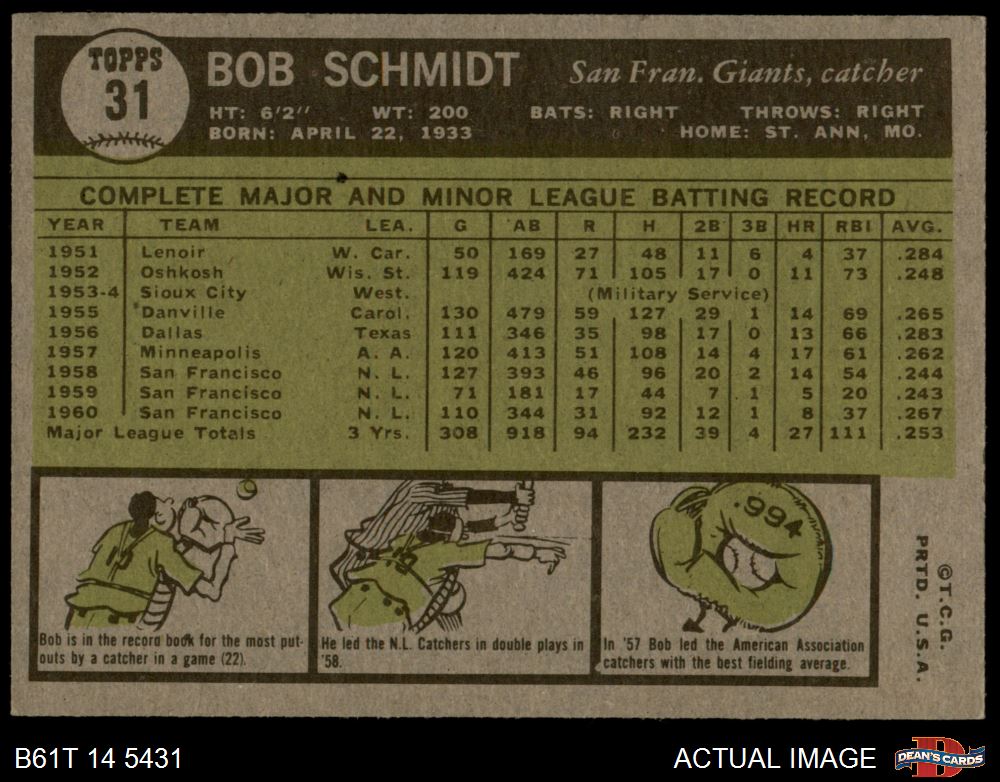 TOPPS
31
BOB SCHMIDT San Fran. Giants, catcher
HT: 6'2" WT: 200 BATS: RIGHT THROWS: RIGHT
BORN: APRIL 22, 1933 HOME: ST. ANN, MO.
COMPLETE MAJOR AND MINOR LEAGUE BATTING RECORD
YEAR TEAM LEA. G AB R H 2B 3B HR RBI AVG.
1951 Lenoir W. Car. 50 169 27 48 11 6 4 37 .284
1952 Oshkosh Wis. St. 119 424 71 105 17 0 11 73 .248
1953-4 Sioux City West. (Military Service)
1955 Danville Carol. 130 479 59 127 29 1 14 69 .265
1956 Dallas Texas 111 346 35 98 17 0 13 66 .283
1957 Minneapolis A. A. 120 413 51 108 14 4 17 61 .262
1958 San Francisco N. L. 127 393 46 96 20 2 14 54 .244
1959 San Francisco N. L. 71 181 17 44 7 1 5 20 .243
1960 San Francisco N. L. 110 344 31 92 12 1 8 37 .267
Major League Totals 3 Yrs. 308 918 94 232 39 4 27 111 .253
Bob is in the record book for the most put-
outs by a catcher in a game (22).
He led the N.L. Catchers in double plays in
'58.
.994
In '57 Bob led the American Association
catchers with the best fielding average.
©T.C.G.
PRTD. U.S.A.
B61T 14 5431 ACTUAL IMAGE
D
DEAN'S CARDS